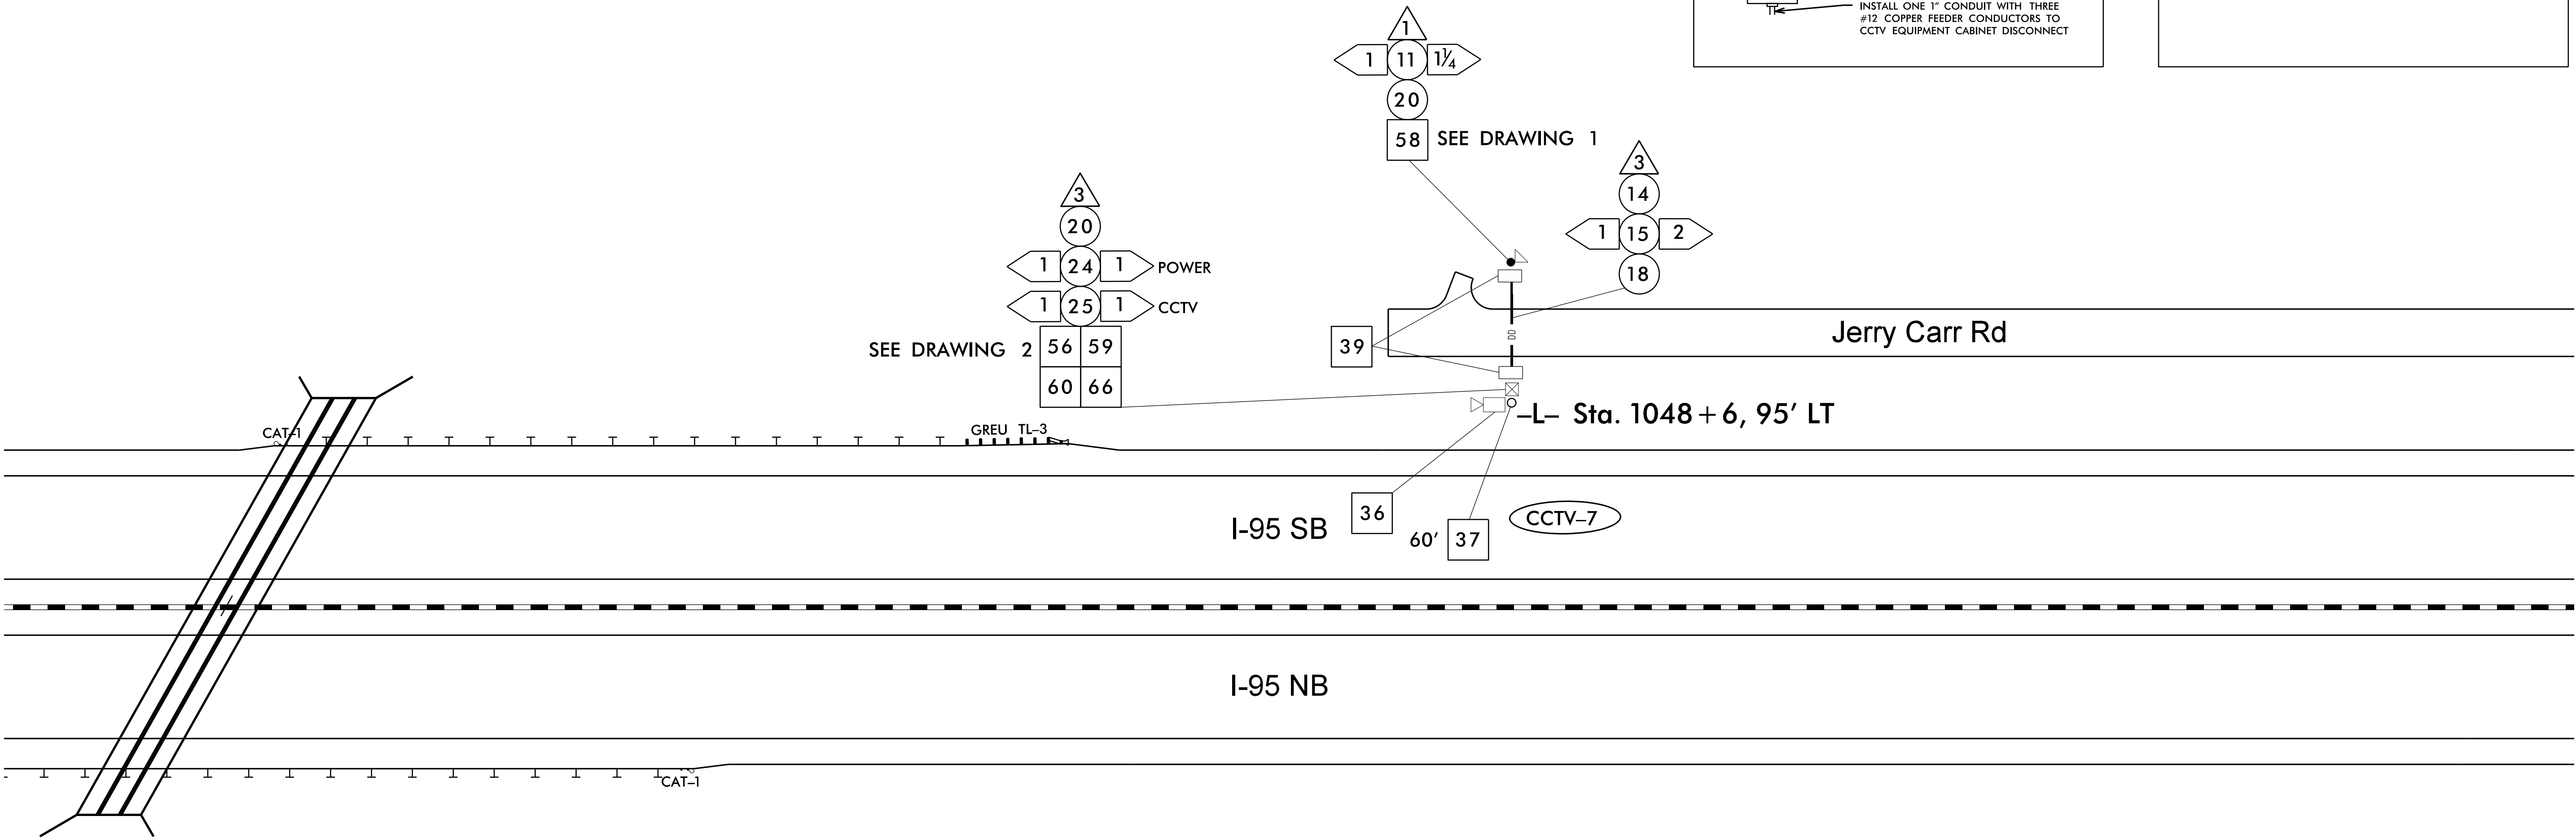 INSTALL ONE 1" CONDUIT WITH THREE
#12 COPPER FEEDER CONDUCTORS TO
CCTV EQUIPMENT CABINET DISCONNECT
1
1 11 1¼
20
58 SEE DRAWING 1
3
14
1 15 2
18
3
20
1 24 1 POWER
1 25 1 CCTV
SEE DRAWING 2 56 59
60 66
39
Jerry Carr Rd
-L- Sta. 1048+6, 95' LT
CAT-1
GREU TL-3
36
I-95 SB
60' 37
CCTV-7
I-95 NB
CAT-1